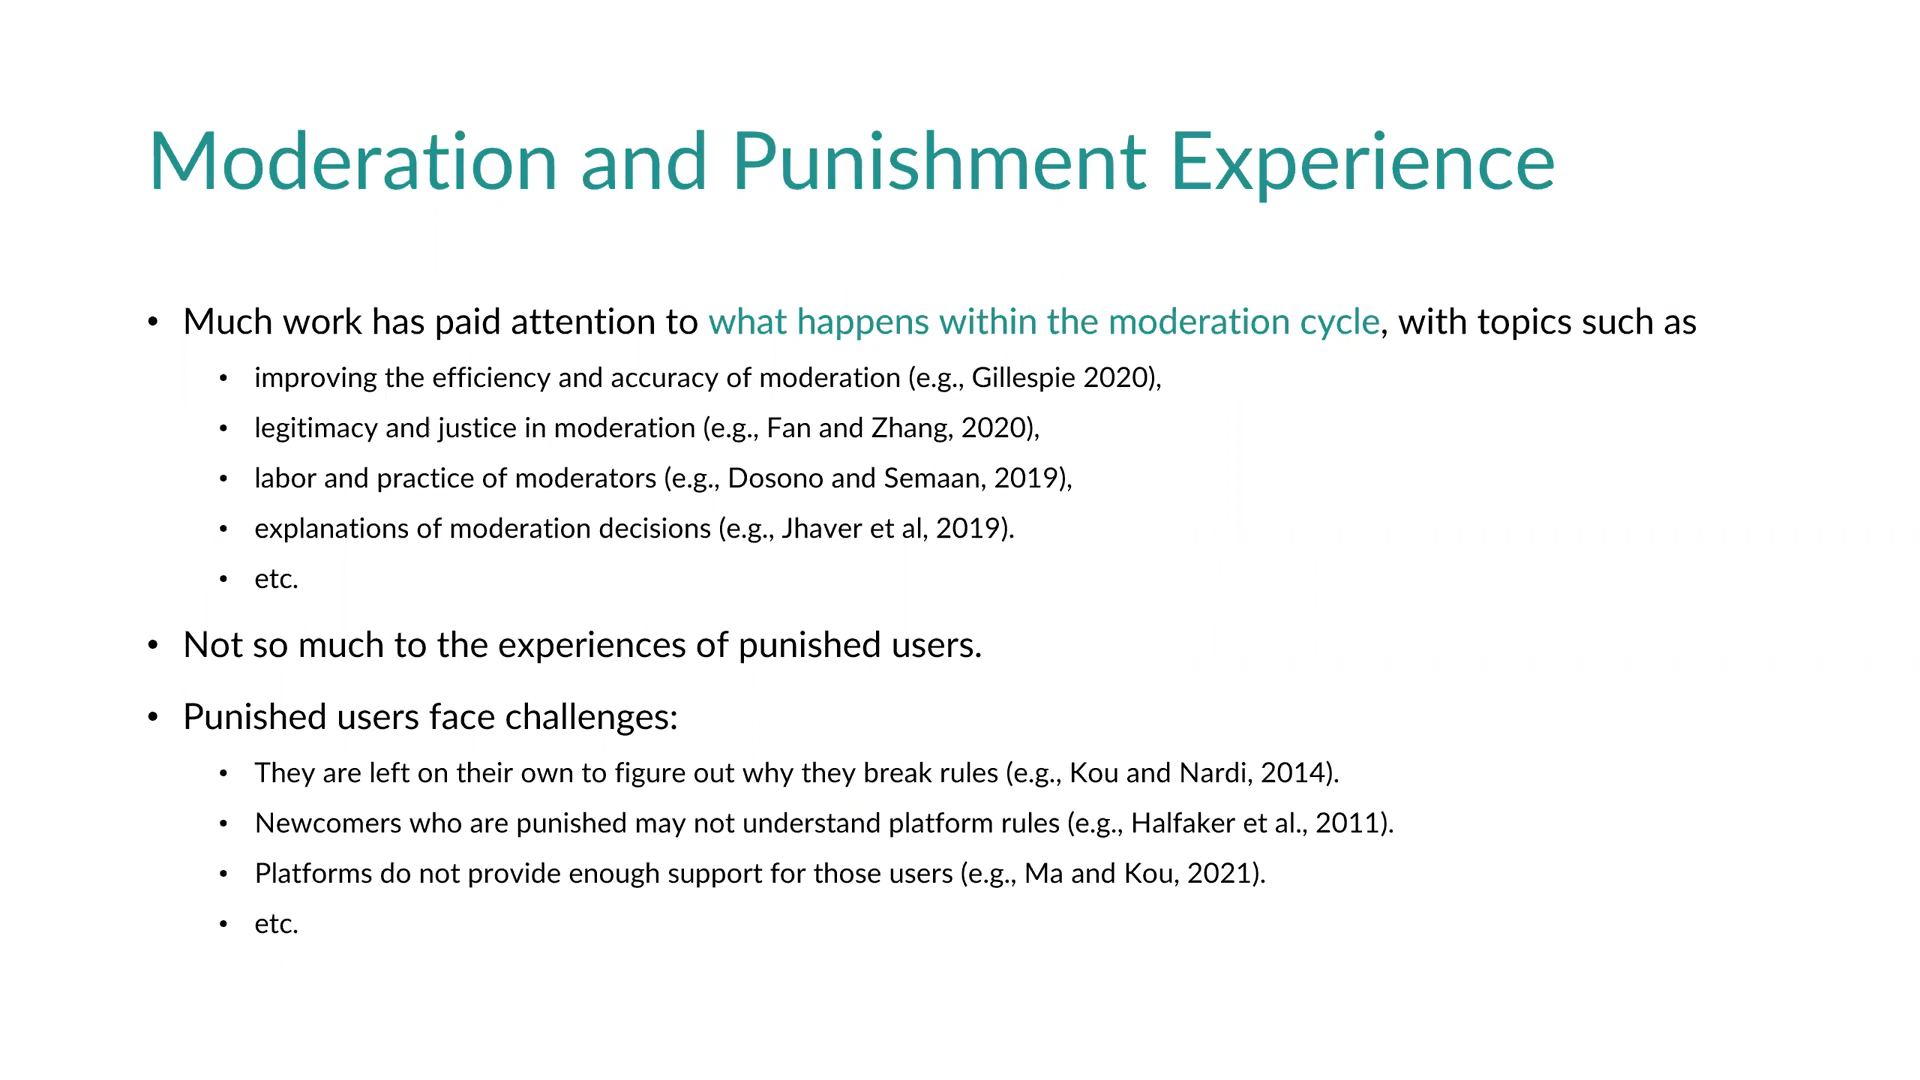 Moderation and Punishment Experience
• Much work has paid attention to what happens within the moderation cycle, with topics such as
• improving the efficiency and accuracy of moderation (e.g., Gillespie 2020),
• legitimacy and justice in moderation (e.g., Fan and Zhang, 2020),
• labor and practice of moderators (e.g., Dosono and Semaan, 2019),
• explanations of moderation decisions (e.g., Jhaver et al, 2019).
• etc.
• Not so much to the experiences of punished users.
• Punished users face challenges:
• They are left on their own to figure out why they break rules (e.g., Kou and Nardi, 2014).
• Newcomers who are punished may not understand platform rules (e.g., Halfaker et al., 2011).
• Platforms do not provide enough support for those users (e.g., Ma and Kou, 2021).
• etc.